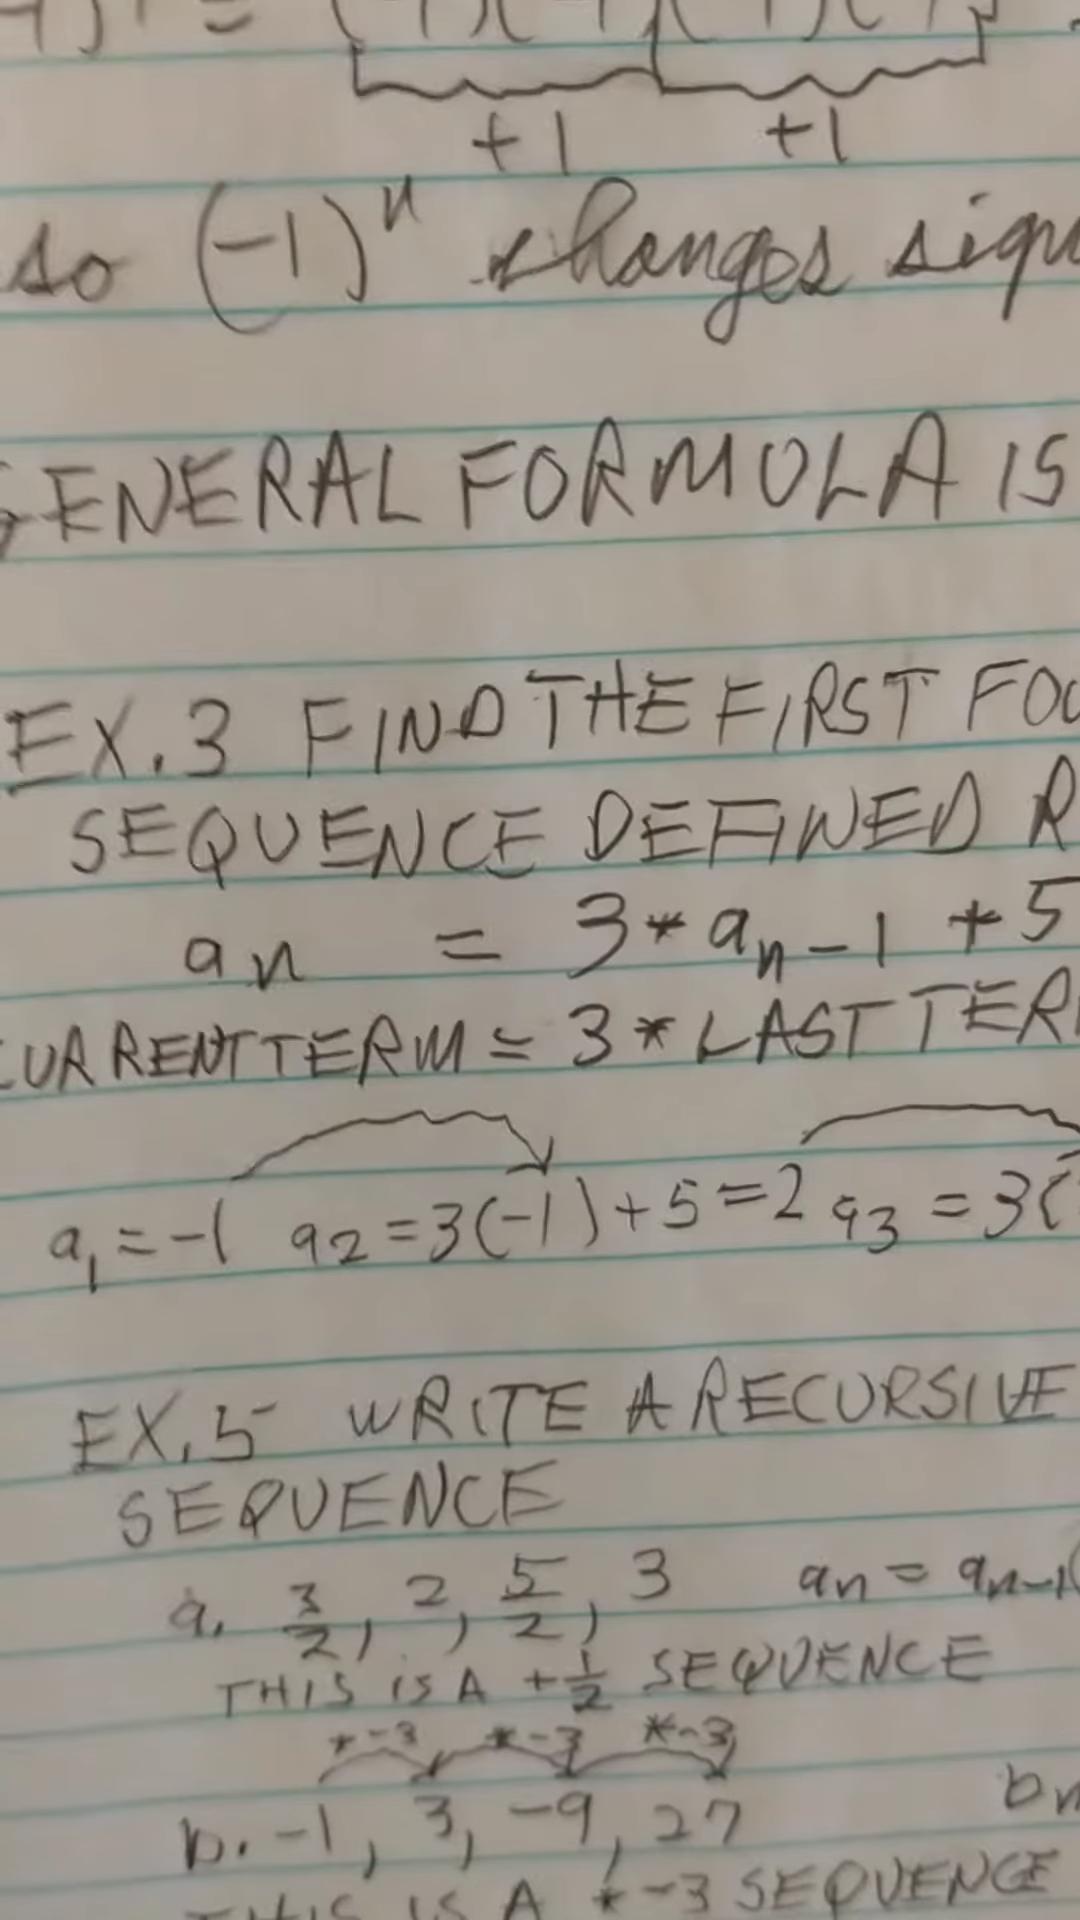 +1 +1
so (-1)ⁿ changes sign
GENERAL FORMULA IS
EX.3 FIND THE FIRST
SEQUENCE DEFINED
an = 3*an-1 +5
CURRENT TERM = 3 * LAST TERM
a1 = -1 a2 = 3(-1)+5=2 a3 = 3(
EX.5 WRITE A RECURSIVE
SEQUENCE
a. 3/2, 2, 5/2, 3 an = an-1
THIS IS A +1/2 SEQUENCE
*-3 *-3 *-3
b. -1, 3, -9, 27 bn
THIS IS A *-3 SEQUENCE